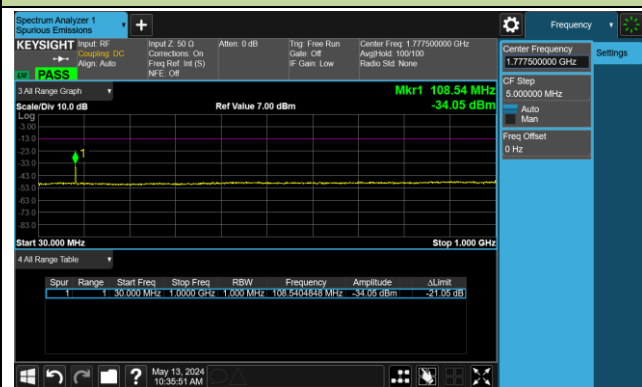 Spectrum Analyzer 1
Spurious Emissions
Frequency
KEYSIGHT
Input: RF
Coupling: DC
Align: Auto
Input Z: 50 Ω
Corrections: On
Freq Ref: Int (S)
NFE: Off
Atten: 0 dB
Trig: Free Run
Gate: Off
IF Gain: Low
Center Freq: 1.777500000 GHz
Avg|Hold: 100/100
Radio Std: None
PASS
Center Frequency
1.777500000 GHz
Settings
CF Step
5.000000 MHz
Auto
Man
Freq Offset
0 Hz
3 All Range Graph
Mkr1 108.54 MHz
Scale/Div 10.0 dB
Ref Value 7.00 dBm
-34.05 dBm
Log
-3.00
-13.0
-23.0
-33.0
-43.0
-53.0
-63.0
-73.0
-83.0
1
Start 30.000 MHz
Stop 1.000 GHz
4 All Range Table
Spur Range Start Freq Stop Freq RBW Frequency Amplitude ΔLimit
1 1 30.000 MHz 1.0000 GHz 1.000 MHz 108.5404848 MHz -34.05 dBm -21.05 dB
?
May 13, 2024
10:35:51 AM